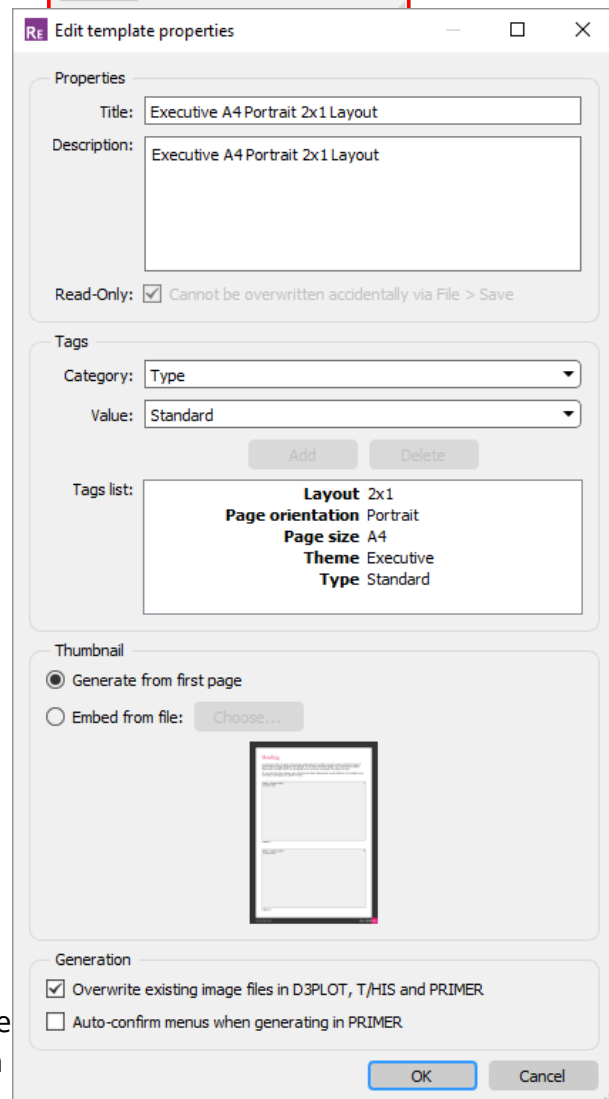 RE Edit template properties
Properties
Title: Executive A4 Portrait 2x1 Layout
Description: Executive A4 Portrait 2x1 Layout
Read-Only: Cannot be overwritten accidentally via File > Save
Tags
Category: Type
Value: Standard
Add Delete
Tags list: Layout 2x1
Page orientation Portrait
Page size A4
Theme Executive
Type Standard
Thumbnail
Generate from first page
Embed from file: Choose...
Heading
Generation
Overwrite existing image files in D3PLOT, T/HIS and PRIMER
Auto-confirm menus when generating in PRIMER
OK Cancel